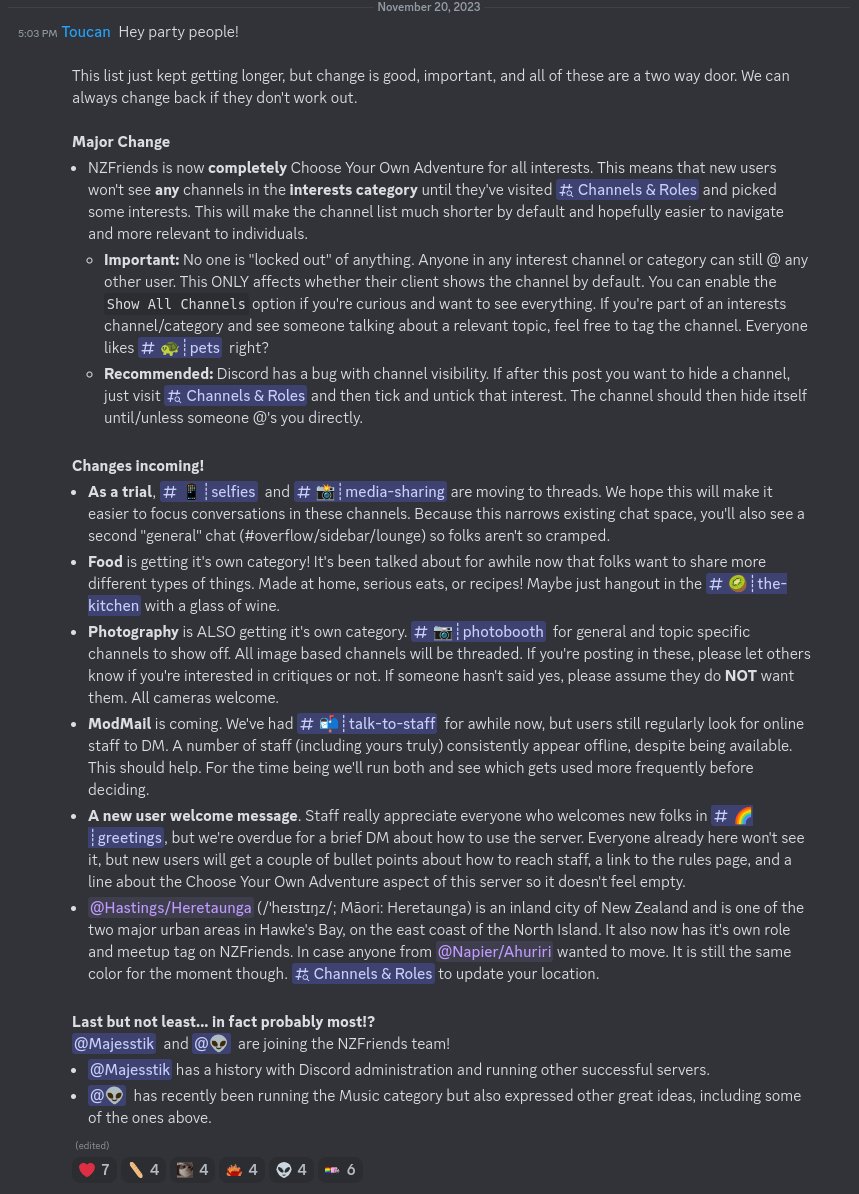 November 20, 2023
5:03 PM Toucan Hey party people!
This list just kept getting longer, but change is good, important, and all of these are a two way door. We can
always change back if they don't work out.
Major Change
• NZFriends is now completely Choose Your Own Adventure for all interests. This means that new users
won't see any channels in the interests category until they've visited Channels & Roles and picked
some interests. This will make the channel list much shorter by default and hopefully easier to navigate
and more relevant to individuals.
◦ Important: No one is "locked out" of anything. Anyone in any interest channel or category can still @ any
other user. This ONLY affects whether their client shows the channel by default. You can enable the
Show All Channels option if you're curious and want to see everything. If you're part of an interests
channel/category and see someone talking about a relevant topic, feel free to tag the channel. Everyone
likes # 🐢┊pets right?
◦ Recommended: Discord has a bug with channel visibility. If after this post you want to hide a channel,
just visit Channels & Roles and then tick and untick that interest. The channel should then hide itself
until/unless someone @'s you directly.
Changes incoming!
• As a trial, # 📱┊selfies and # 📸┊media-sharing are moving to threads. We hope this will make it
easier to focus conversations in these channels. Because this narrows existing chat space, you'll also see a
second "general" chat (#overflow/sidebar/lounge) so folks aren't so cramped.
• Food is getting it's own category! It's been talked about for awhile now that folks want to share more
different types of things. Made at home, serious eats, or recipes! Maybe just hangout in the # 🥝┊the-
kitchen with a glass of wine.
• Photography is ALSO getting it's own category. # 📷┊photobooth for general and topic specific
channels to show off. All image based channels will be threaded. If you're posting in these, please let others
know if you're interested in critiques or not. If someone hasn't said yes, please assume they do NOT want
them. All cameras welcome.
• ModMail is coming. We've had # 📬┊talk-to-staff for awhile now, but users still regularly look for online
staff to DM. A number of staff (including yours truly) consistently appear offline, despite being available.
This should help. For the time being we'll run both and see which gets used more frequently before
deciding.
• A new user welcome message. Staff really appreciate everyone who welcomes new folks in # 🌈
┊greetings, but we're overdue for a brief DM about how to use the server. Everyone already here won't see
it, but new users will get a couple of bullet points about how to reach staff, a link to the rules page, and a
line about the Choose Your Own Adventure aspect of this server so it doesn't feel empty.
• @Hastings/Heretaunga (/ˈheɪstɪŋz/; Māori: Heretaunga) is an inland city of New Zealand and is one of the
two major urban areas in Hawke's Bay, on the east coast of the North Island. It also now has it's own role
and meetup tag on NZFriends. In case anyone from @Napier/Ahuriri wanted to move. It is still the same
color for the moment though. Channels & Roles to update your location.
Last but not least... in fact probably most!?
@Majesstik and @👽 are joining the NZFriends team!
• @Majesstik has a history with Discord administration and running other successful servers.
• @👽 has recently been running the Music category but also expressed other great ideas, including some
of the ones above.
(edited)
7 4 4 4 4 6